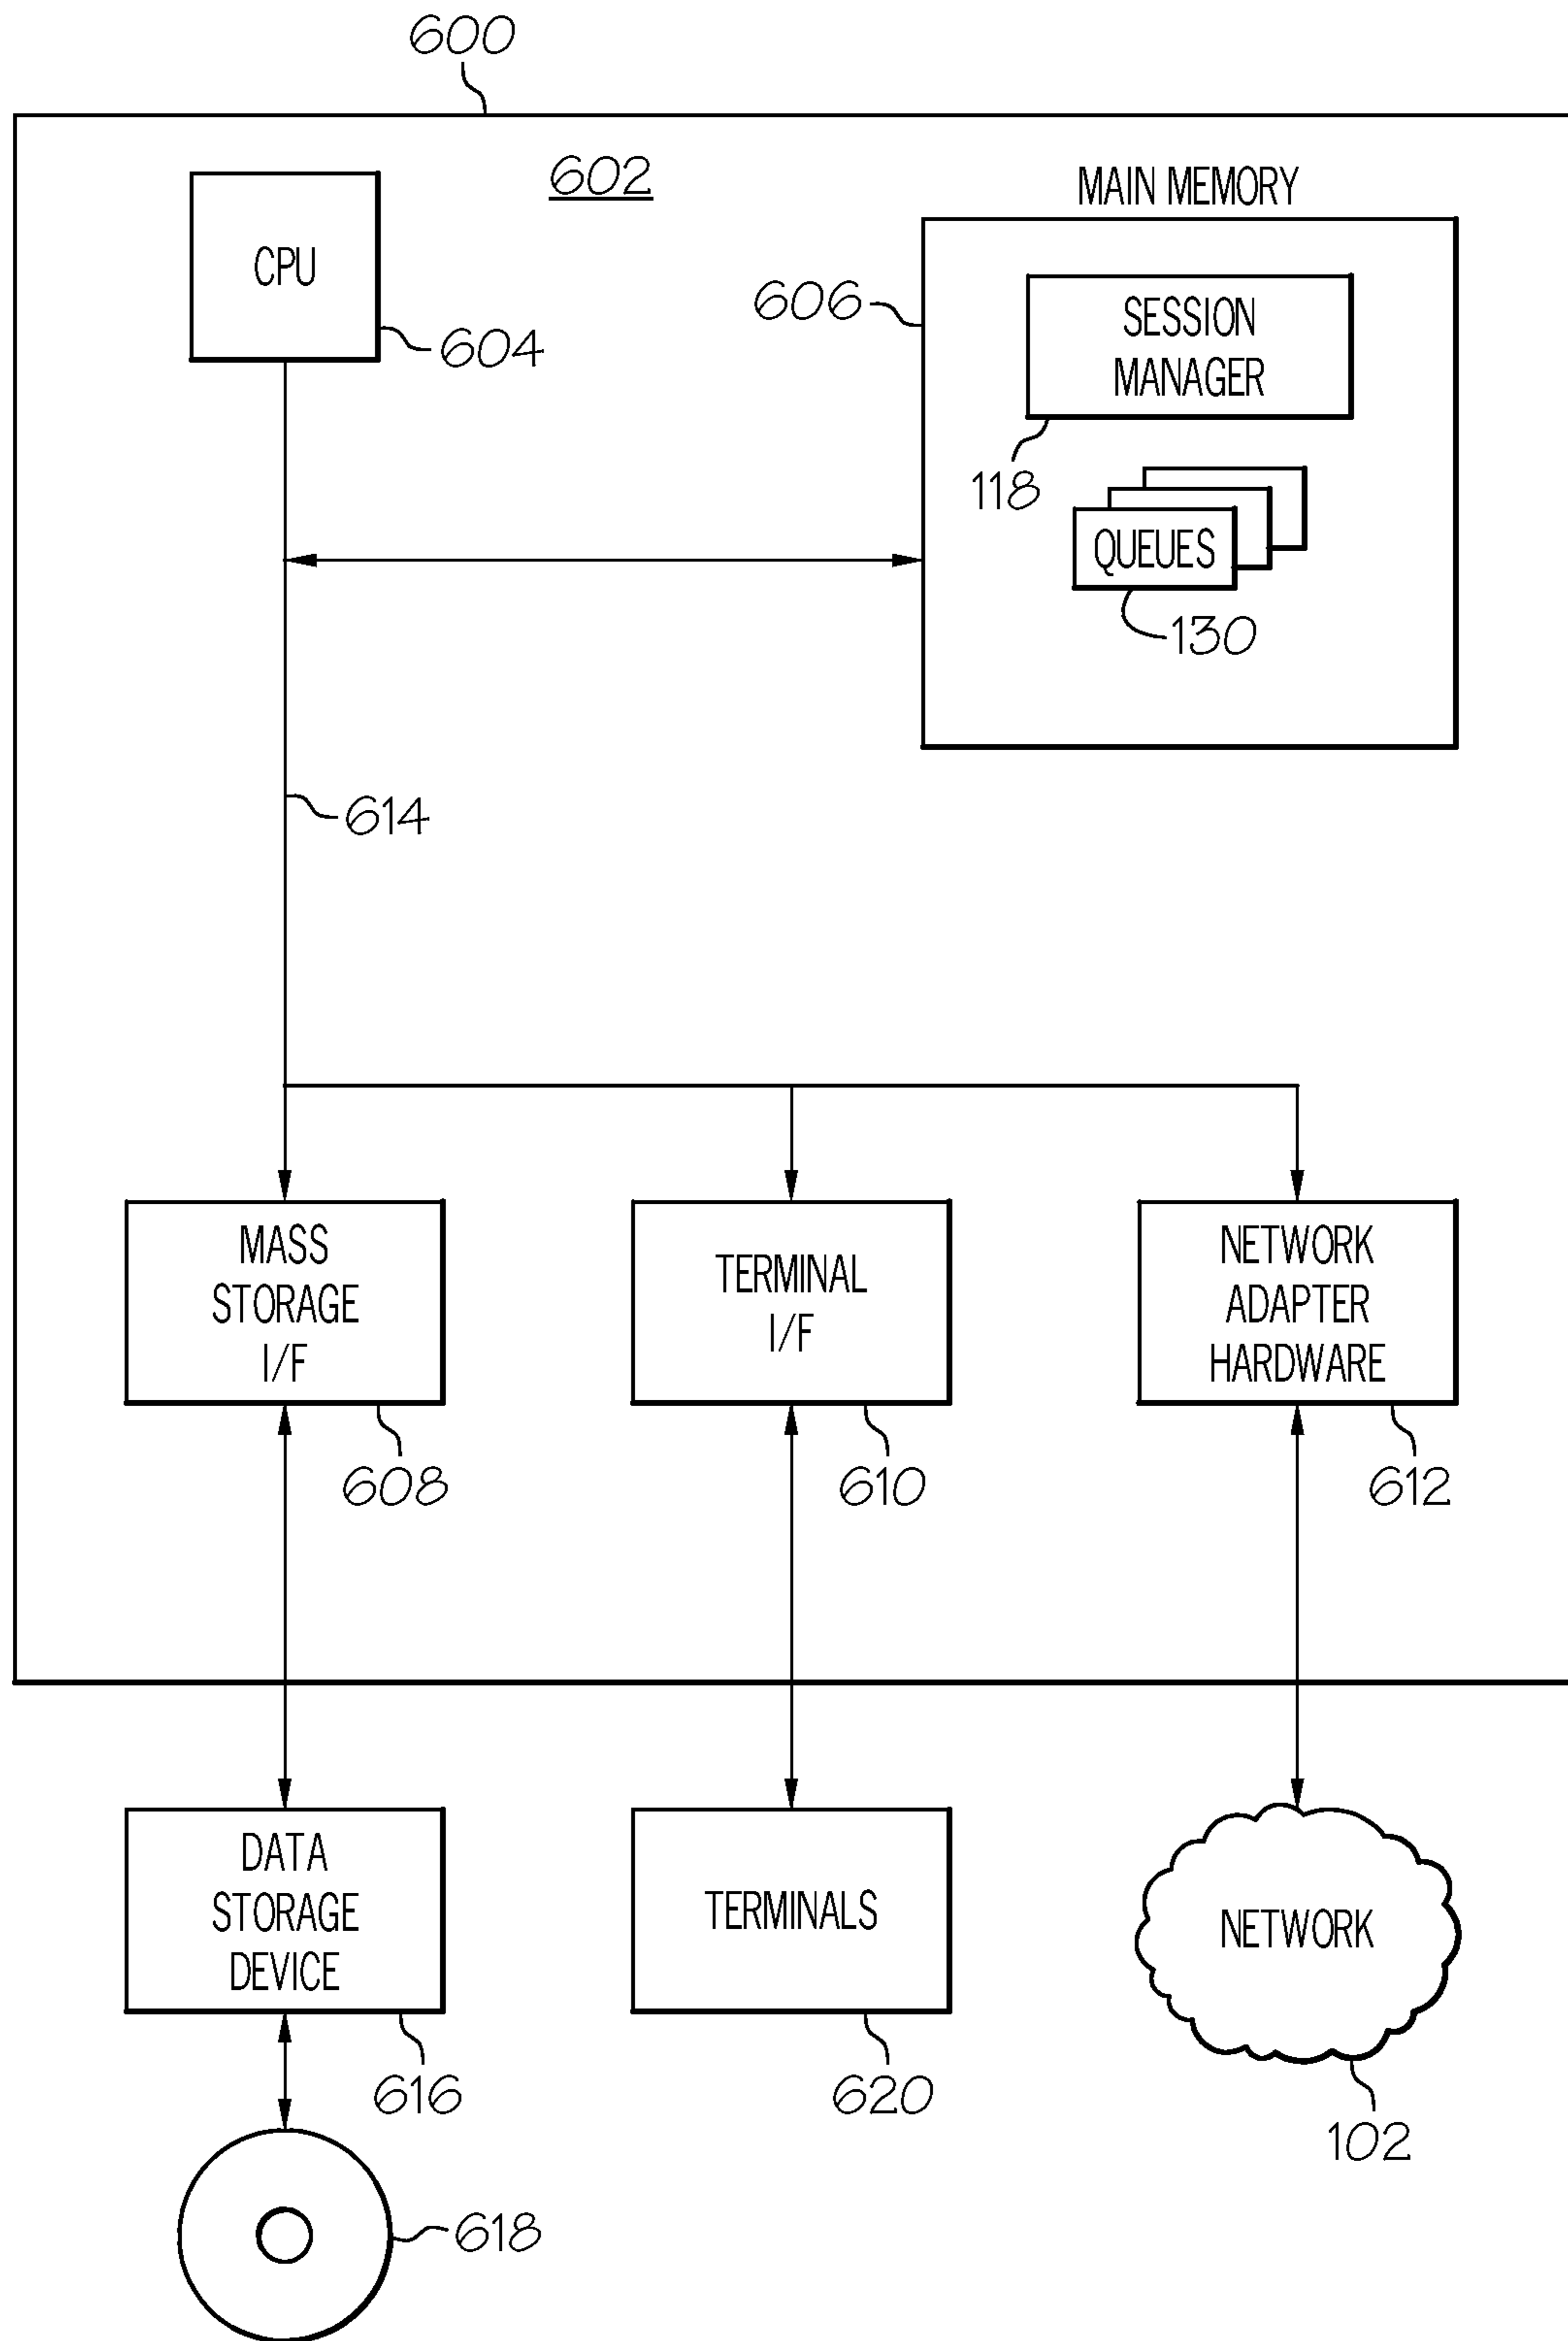 600
602
MAIN MEMORY
CPU
604
606
SESSION
MANAGER
118
QUEUES
130
614
MASS
STORAGE
I/F
608
TERMINAL
I/F
610
NETWORK
ADAPTER
HARDWARE
612
DATA
STORAGE
DEVICE
616
TERMINALS
620
NETWORK
102
618